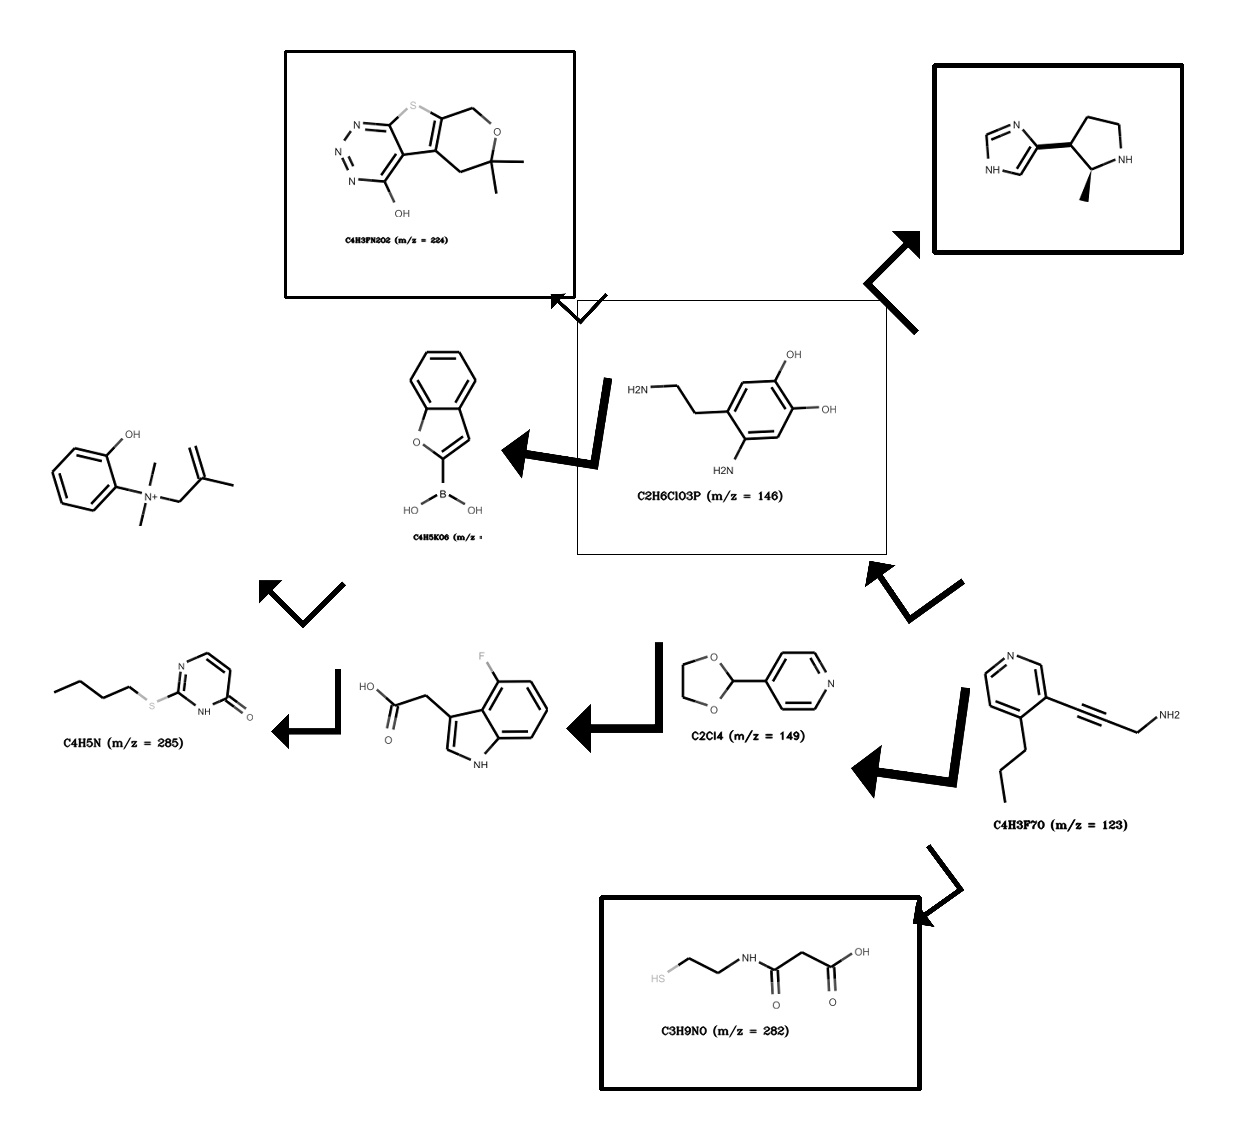 S
N
N
N
O
OH
C4H3FN2O2 (m/z = 224)
N
NH
NH
OH
H2N
OH
H2N
C2H6ClO3P (m/z = 146)
O
B
HO
OH
C4H5KO6 (m/z =
OH
N+
N
NH
S
O
C4H5N (m/z = 285)
F
HO
O
NH
O
O
N
C2Cl4 (m/z = 149)
N
NH2
C4H3F7O (m/z = 123)
HS
NH
O
OH
O
C3H9NO (m/z = 282)